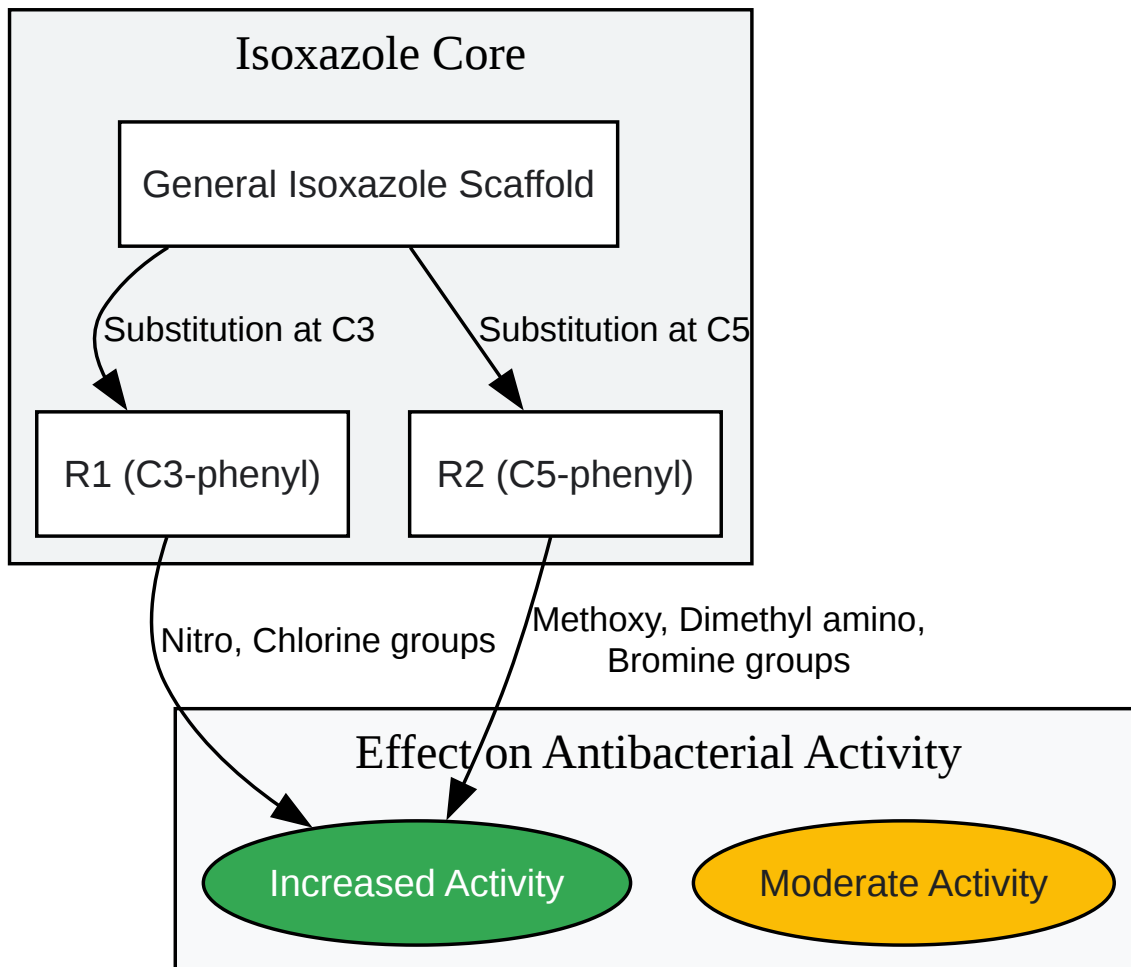 Isoxazole Core
General Isoxazole Scaffold
Substitution at C3
Substitution at C5
R1 (C3-phenyl)
R2 (C5-phenyl)
Nitro, Chlorine groups
Methoxy, Dimethyl amino,
Bromine groups
Effect on Antibacterial Activity
Increased Activity
Moderate Activity